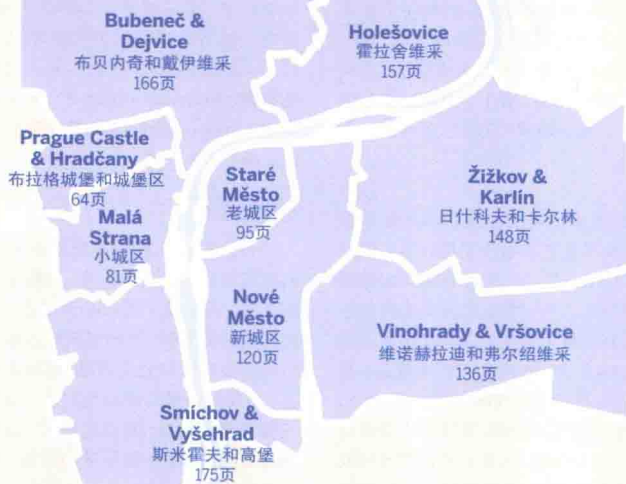 Bubeneč &
Dejvice
布贝内奇和戴伊维采
166页
Holešovice
霍拉舍维采
157页
Prague Castle
& Hradčany
布拉格城堡和城堡区
64页
Malá
Strana
小城区
81页
Staré
Město
老城区
95页
Žižkov &
Karlín
日什科夫和卡尔林
148页
Nové
Město
新城区
120页
Vinohrady & Vršovice
维诺赫拉迪和弗尔绍维采
136页
Smíchov &
Vyšehrad
斯米霍夫和高堡
175页